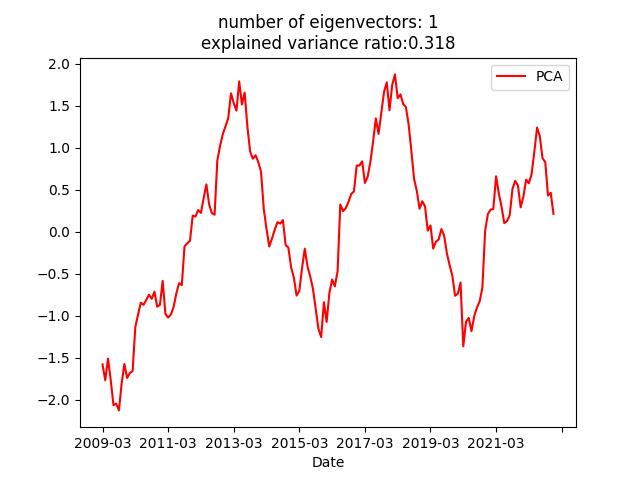 number of eigenvectors: 1
explained variance ratio:0.318
PCA
2.0
1.5
1.0
0.5
0.0
−0.5
−1.0
−1.5
−2.0
2009-03 2011-03 2013-03 2015-03 2017-03 2019-03 2021-03
Date